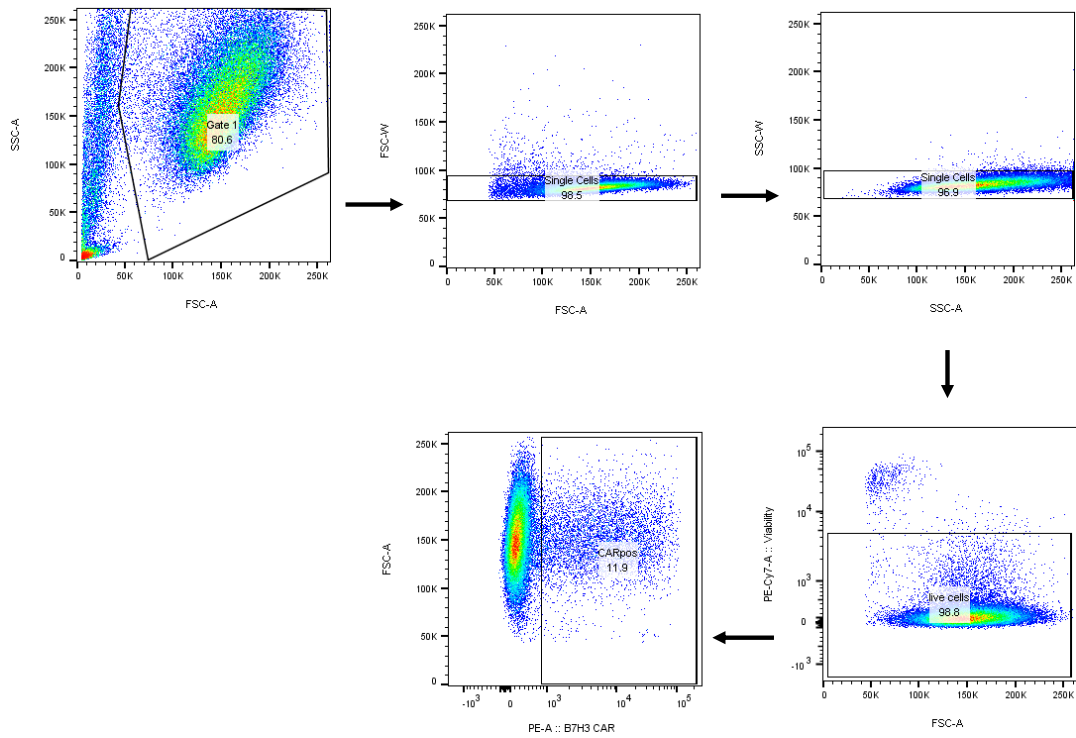 250K
200K
150K
100K
50K
0
SSC-A
Gate 1
80.6
0 50K 100K 150K 200K 250K
FSC-A
250K
200K
150K
100K
50K
0
FSC-W
Single Cells
98.5
0 50K 100K 150K 200K 250K
FSC-A
250K
200K
150K
100K
50K
0
SSC-W
Single Cells
96.9
0 50K 100K 150K 200K 250K
SSC-A
250K
200K
150K
100K
50K
0
FSC-A
CARpos
11.9
-10³ 0 10³ 10⁴ 10⁵
PE-A :: B7H3 CAR
10⁵
10⁴
10³
0
-10³
PE-Cy7-A :: Viability
live cells
98.8
0 50K 100K 150K 200K 250K
FSC-A